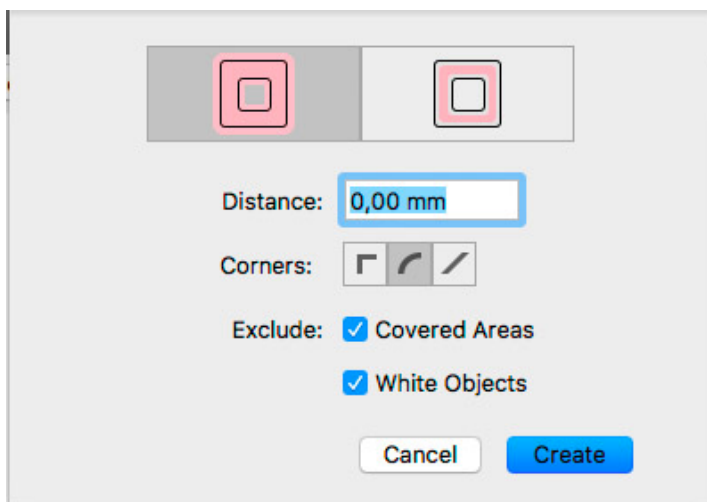 Distance: 0,00 mm
Corners:
Exclude: Covered Areas
White Objects
Cancel Create